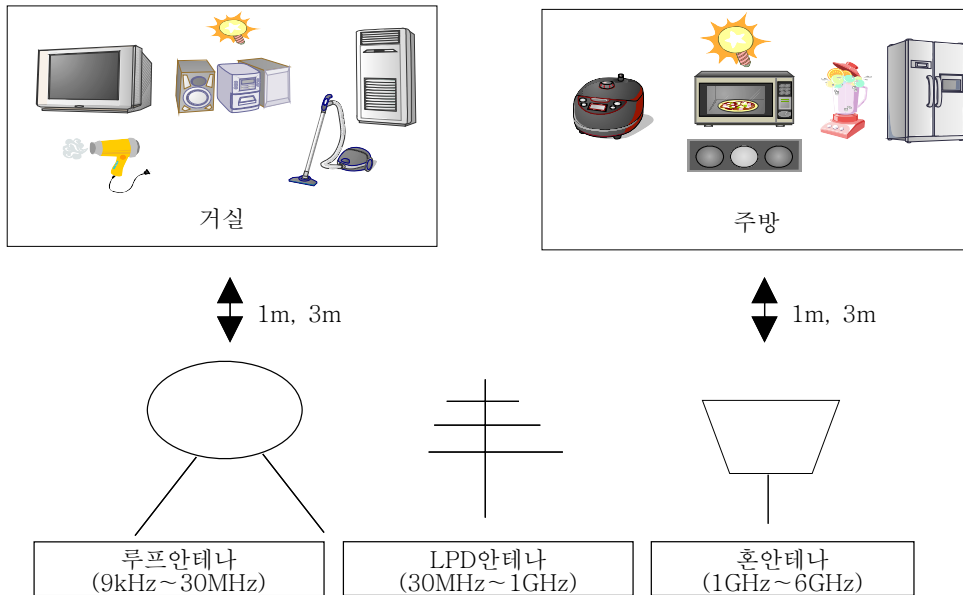 거실
주방
1m, 3m
1m, 3m
루프안테나
(9kHz~30MHz)
LPD안테나
(30MHz~1GHz)
혼안테나
(1GHz~6GHz)